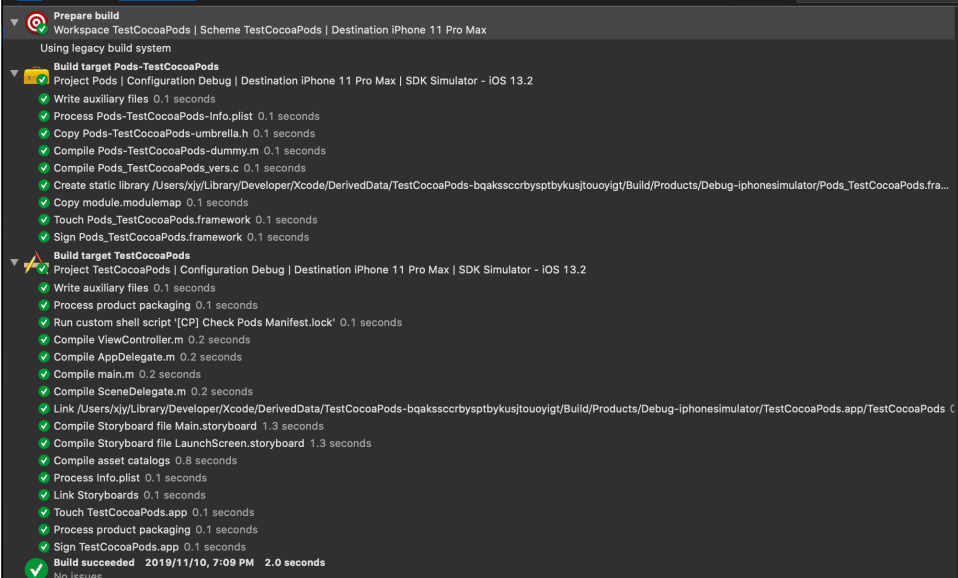 Prepare build
Workspace TestCocoaPods | Scheme TestCocoaPods | Destination iPhone 11 Pro Max
Using legacy build system
Build target Pods-TestCocoaPods
Project Pods | Configuration Debug | Destination iPhone 11 Pro Max | SDK Simulator - iOS 13.2
Write auxiliary files 0.1 seconds
Process Pods-TestCocoaPods-Info.plist 0.1 seconds
Copy Pods-TestCocoaPods-umbrella.h 0.1 seconds
Compile Pods-TestCocoaPods-dummy.m 0.1 seconds
Compile Pods_TestCocoaPods_vers.c 0.1 seconds
Create static library /Users/xjy/Library/Developer/Xcode/DerivedData/TestCocoaPods-bqakssccrbysptbykusjtouoyigt/Build/Products/Debug-iphonesimulator/Pods_TestCocoaPods.fra...
Copy module.modulemap 0.1 seconds
Touch Pods_TestCocoaPods.framework 0.1 seconds
Sign Pods_TestCocoaPods.framework 0.1 seconds
Build target TestCocoaPods
Project TestCocoaPods | Configuration Debug | Destination iPhone 11 Pro Max | SDK Simulator - iOS 13.2
Write auxiliary files 0.1 seconds
Process product packaging 0.1 seconds
Run custom shell script '[CP] Check Pods Manifest.lock' 0.1 seconds
Compile ViewController.m 0.2 seconds
Compile AppDelegate.m 0.2 seconds
Compile main.m 0.2 seconds
Compile SceneDelegate.m 0.2 seconds
Link /Users/xjy/Library/Developer/Xcode/DerivedData/TestCocoaPods-bqakssccrbysptbykusjtouoyigt/Build/Products/Debug-iphonesimulator/TestCocoaPods.app/TestCocoaPods
Compile Storyboard file Main.storyboard 1.3 seconds
Compile Storyboard file LaunchScreen.storyboard 1.3 seconds
Compile asset catalogs 0.8 seconds
Process Info.plist 0.1 seconds
Link Storyboards 0.1 seconds
Touch TestCocoaPods.app 0.1 seconds
Process product packaging 0.1 seconds
Sign TestCocoaPods.app 0.1 seconds
Build succeeded 2019/11/10, 7:09 PM 2.0 seconds
No issues